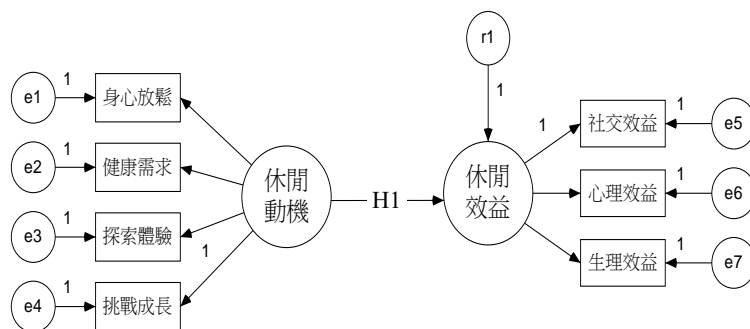 r1
1
e1
1
身心放鬆
e2
1
健康需求
e3
1
探索體驗
e4
1
挑戰成長
1
休閒
動機
H1
休閒
效益
1
社交效益
1
e5
心理效益
1
e6
生理效益
1
e7